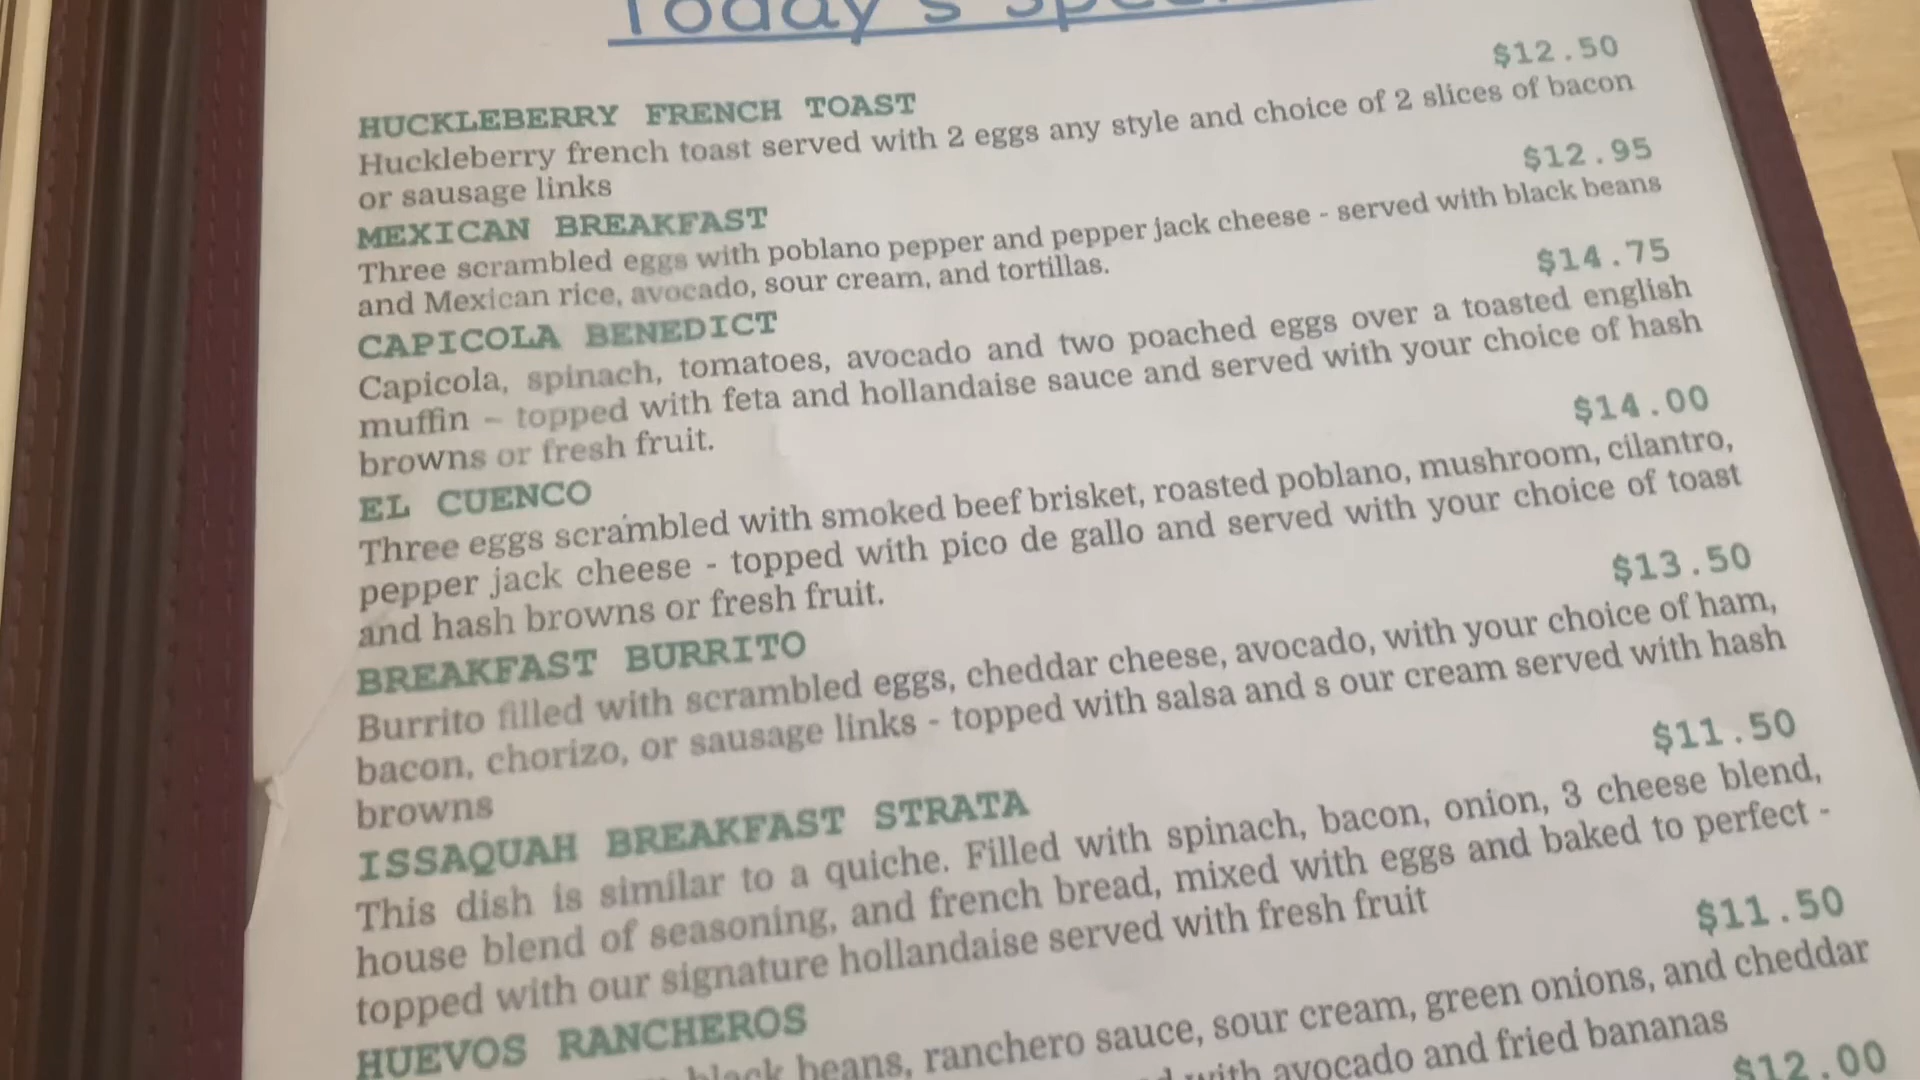 Today's
$12.50
HUCKLEBERRY FRENCH TOAST
Huckleberry french toast served with 2 eggs any style and choice of 2 slices of bacon
or sausage links
$12.95
MEXICAN BREAKFAST
Three scrambled eggs with poblano pepper and pepper jack cheese - served with black beans
and Mexican rice, avocado, sour cream, and tortillas.
$14.75
CAPICOLA BENEDICT
Capicola, spinach, tomatoes, avocado and two poached eggs over a toasted english
muffin – topped with feta and hollandaise sauce and served with your choice of hash
browns or fresh fruit.
$14.00
EL CUENCO
Three eggs scrambled with smoked beef brisket, roasted poblano, mushroom, cilantro,
pepper jack cheese - topped with pico de gallo and served with your choice of toast
and hash browns or fresh fruit.
$13.50
BREAKFAST BURRITO
Burrito filled with scrambled eggs, cheddar cheese, avocado, with your choice of ham,
bacon, chorizo, or sausage links - topped with salsa and s our cream served with hash
browns
$11.50
ISSAQUAH BREAKFAST STRATA
This dish is similar to a quiche. Filled with spinach, bacon, onion, 3 cheese blend,
house blend of seasoning, and french bread, mixed with eggs and baked to perfect -
topped with our signature hollandaise served with fresh fruit
$11.50
HUEVOS RANCHEROS
black beans, ranchero sauce, sour cream, green onions, and cheddar
with avocado and fried bananas
$12.00